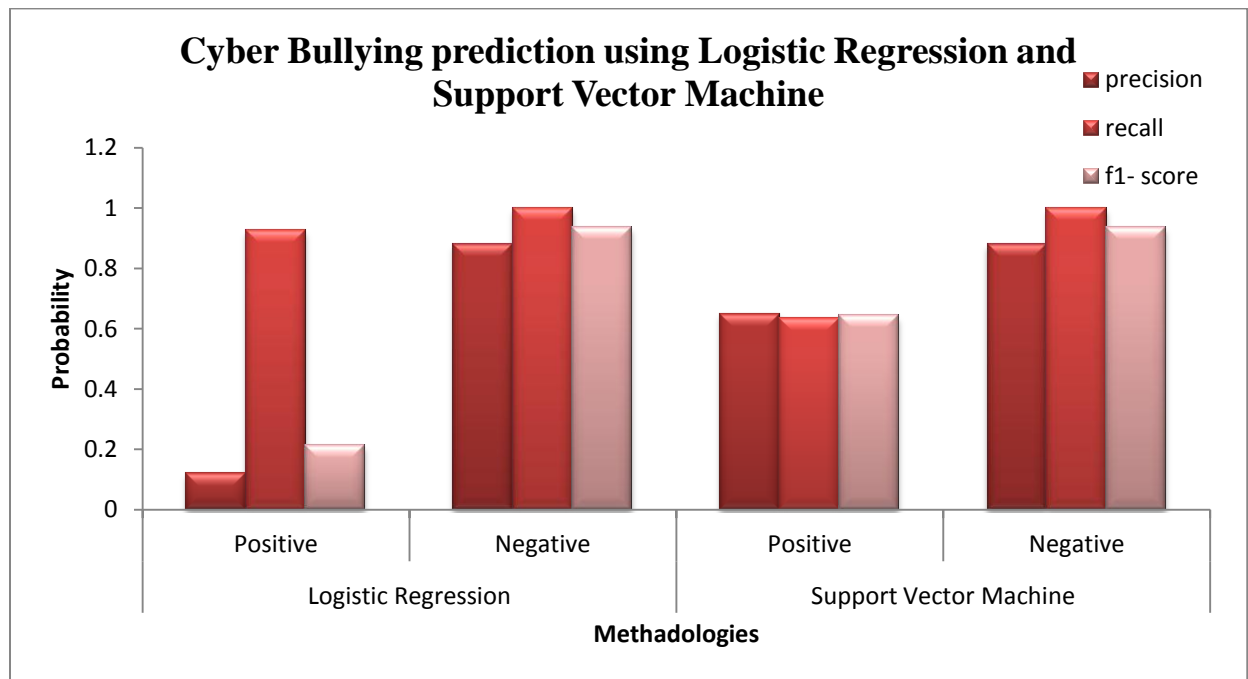 Cyber Bullying prediction using Logistic Regression and
Support Vector Machine
precision
recall
f1- score
1.2
1
0.8
0.6
0.4
0.2
0
Probability
Positive
Negative
Positive
Negative
Logistic Regression
Support Vector Machine
Methadologies